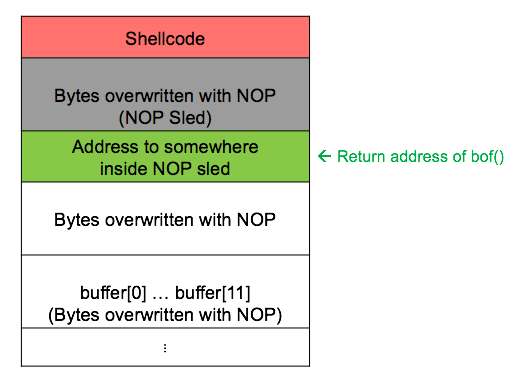 Shellcode
Bytes overwritten with NOP
(NOP Sled)
Address to somewhere
inside NOP sled
← Return address of bof()
Bytes overwritten with NOP
buffer[0] … buffer[11]
(Bytes overwritten with NOP)
⋮